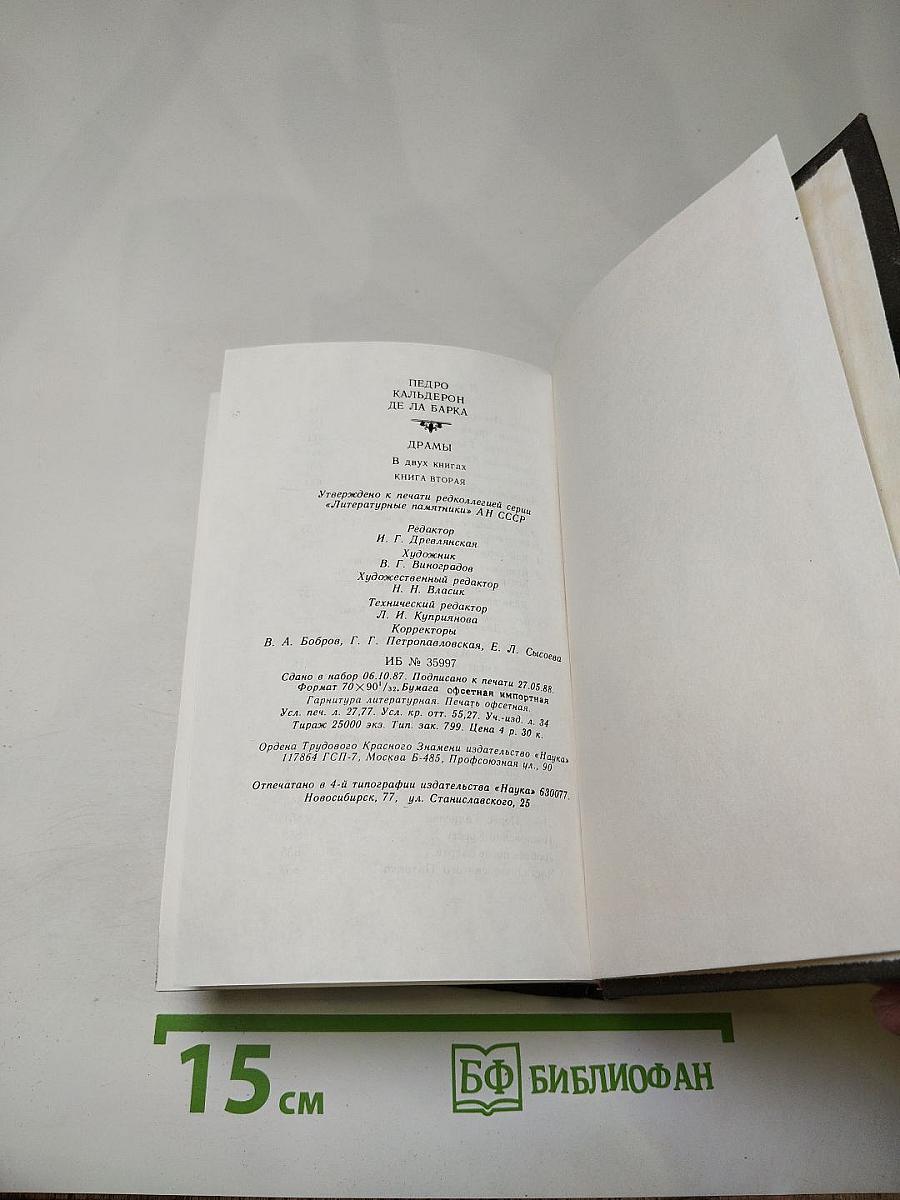 ПЕДРО
КАЛЬДЕРОН
ДЕ ЛА БАРКА
ДРАМЫ
В двух книгах
КНИГА ВТОРАЯ
Утверждено к печати редколлегией серии
«Литературные памятники» АН СССР
Редактор
И. Г. Древлянская
Художник
В. Г. Виноградов
Художественный редактор
Н. Н. Власик
Технический редактор
Л. И. Куприянова
Корректоры
В. А. Бобров, Г. Г. Петропавловская, Е. Л. Сысоева
ИБ № 35997
Сдано в набор 06.10.87. Подписано к печати 27.05.88.
Формат 70×90¹/₃₂. Бумага офсетная импортная
Гарнитура литературная. Печать офсетная.
Усл. печ. л. 27,77. Усл. кр. отт. 55,27. Уч.-изд. л. 34
Тираж 25000 экз. Тип. зак. 799. Цена 4 р. 30 к.
Ордена Трудового Красного Знамени издательство «Наука»
117864 ГСП-7, Москва Б-485, Профсоюзная ул., 90
Отпечатано в 4-й типографии издательства «Наука» 630077.
Новосибирск, 77, ул. Станиславского, 25
15 см
БФ БИБЛИОФАН